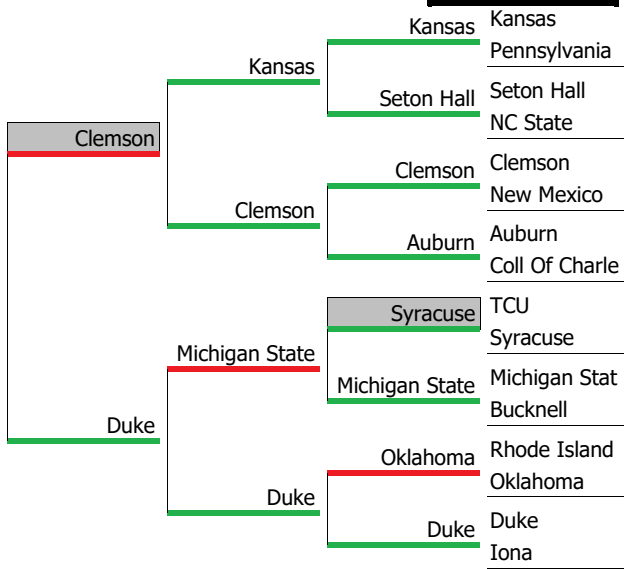 Kansas
Kansas
Pennsylvania
Kansas
Seton Hall
Seton Hall
NC State
Clemson
Clemson
Clemson
New Mexico
Clemson
Auburn
Auburn
Coll Of Charle
Syracuse
TCU
Syracuse
Michigan State
Michigan State
Michigan Stat
Bucknell
Duke
Oklahoma
Rhode Island
Oklahoma
Duke
Duke
Duke
Iona